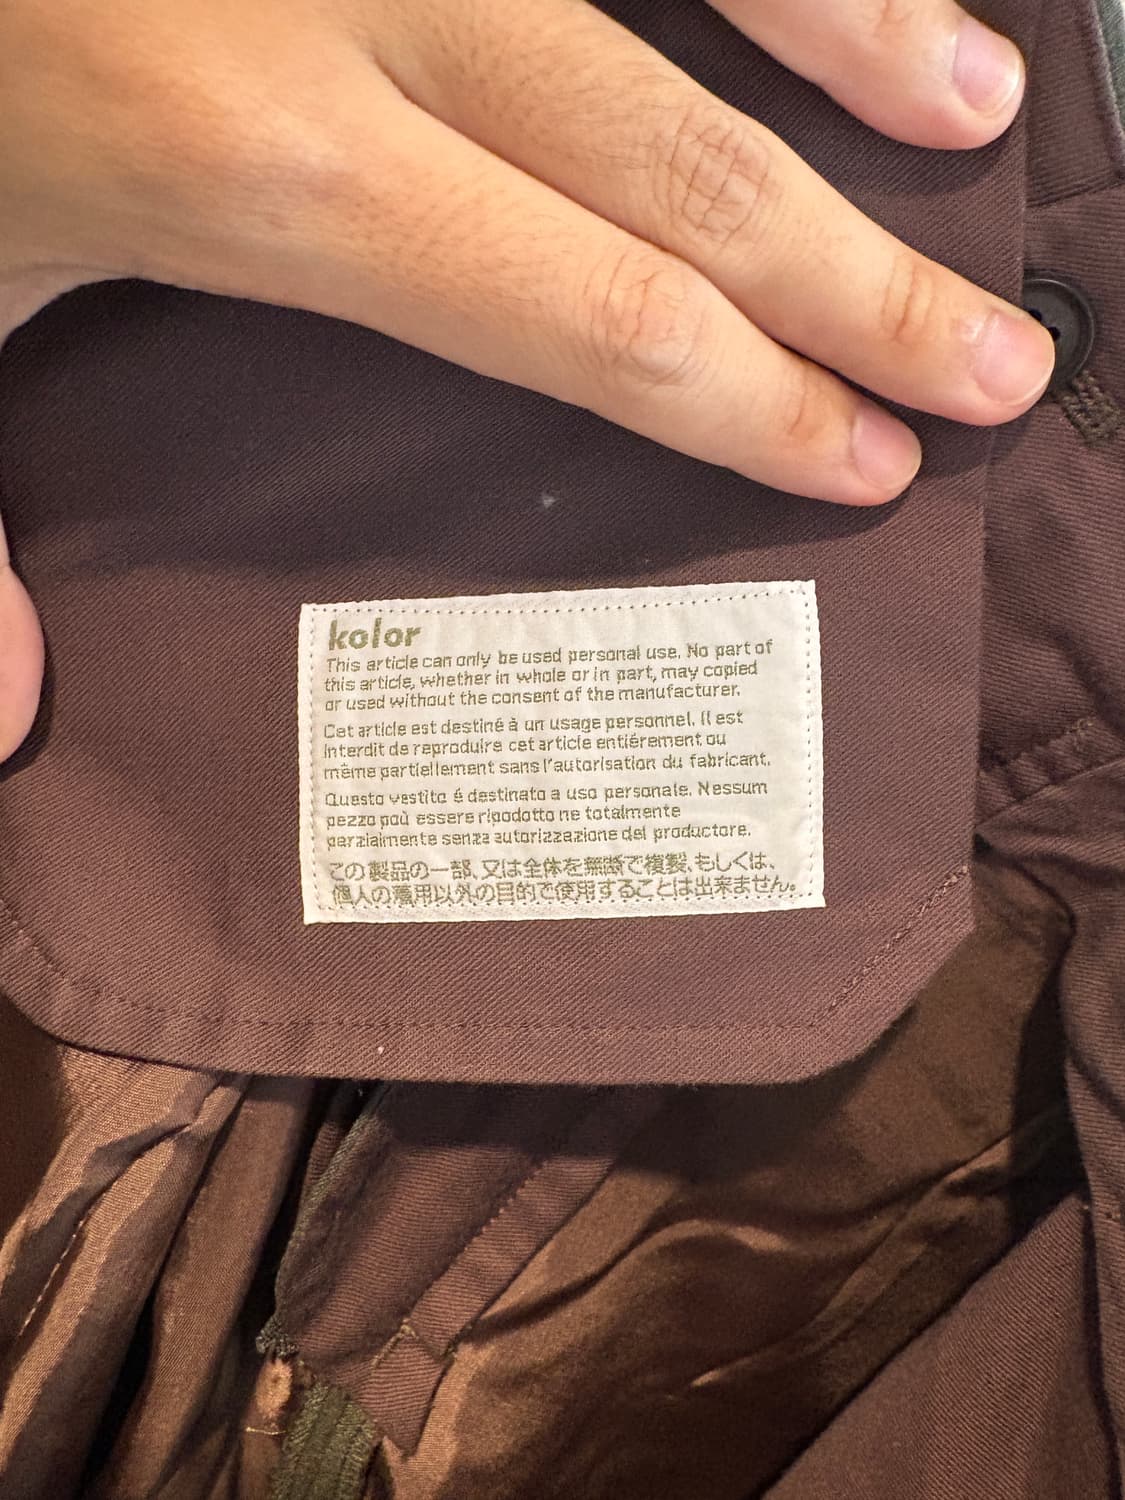 kolor
This article can only be used personal use. No part of
this article, whether in whole or in part, may copied
or used without the consent of the manufacturer.
Cet article est destiné à un usage personnel. Il est
interdit de reproduire cet article entiérement ou
même partiellement sans l'autorisation du fabricant.
Questo vestito é destinato a uso personale. Nessum
pezzo poù essere ripodotto ne totalmente
parzialmente senza autorizzazione del productore.
この製品の一部、又は全体を無断で複製、もしくは、
個人の着用以外の目的で使用することは出来ません。